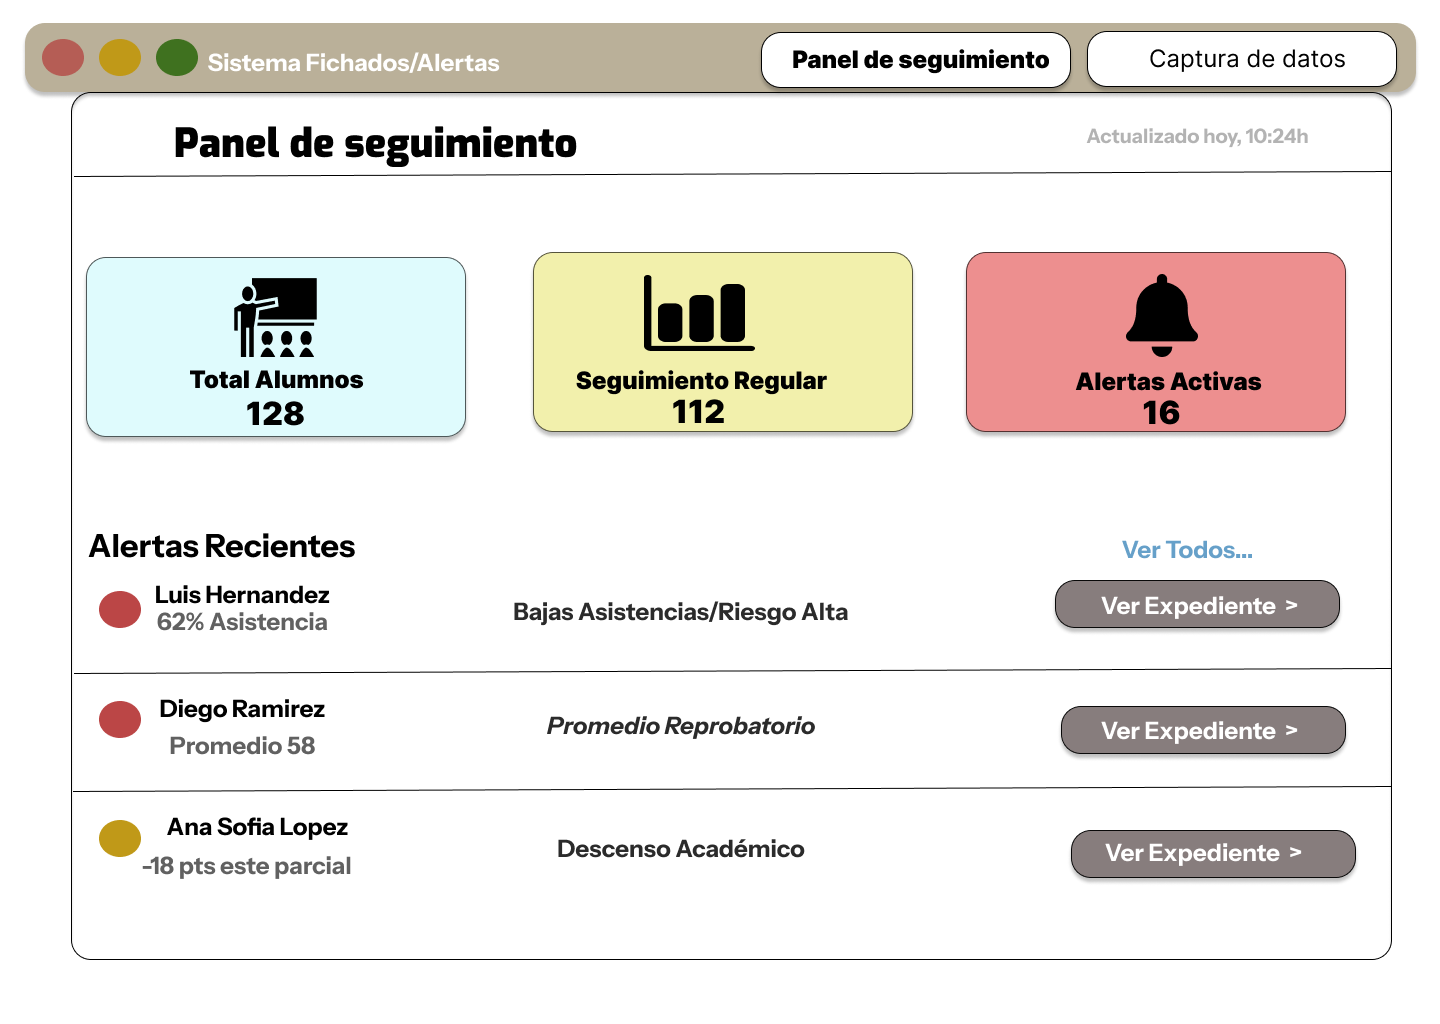 Sistema Fichados/Alertas
Panel de seguimiento
Captura de datos
Panel de seguimiento
Actualizado hoy, 10:24h
Total Alumnos
128
Seguimiento Regular
112
Alertas Activas
16
Alertas Recientes
Ver Todos...
Luis Hernandez
62% Asistencia
Bajas Asistencias/Riesgo Alta
Ver Expediente >
Diego Ramirez
Promedio 58
Promedio Reprobatorio
Ver Expediente >
Ana Sofia Lopez
-18 pts este parcial
Descenso Académico
Ver Expediente >